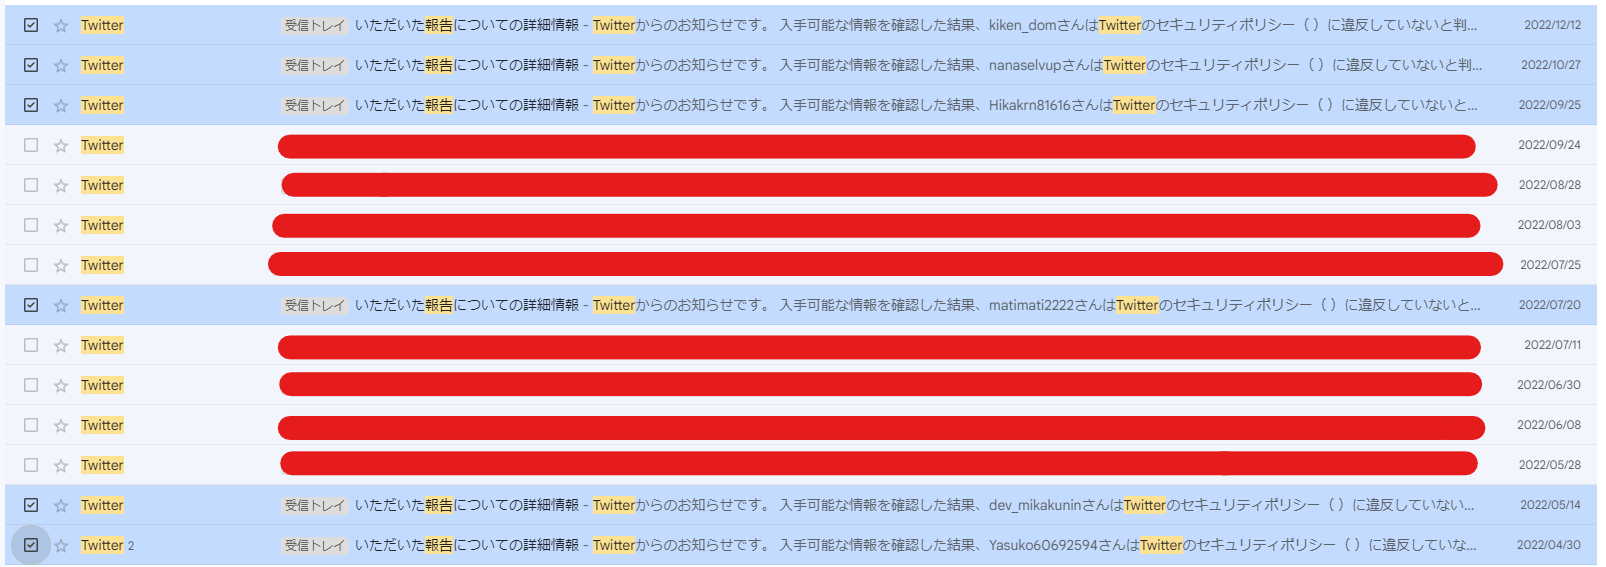 Twitter 受信トレイ いただいた報告についての詳細情報 - Twitterからのお知らせです。 入手可能な情報を確認した結果、kiken_domさんはTwitterのセキュリティポリシー（ ）に違反していないと判... 2022/12/12
Twitter 受信トレイ いただいた報告についての詳細情報 - Twitterからのお知らせです。 入手可能な情報を確認した結果、nanaselvupさんはTwitterのセキュリティポリシー（ ）に違反していないと判... 2022/10/27
Twitter 受信トレイ いただいた報告についての詳細情報 - Twitterからのお知らせです。 入手可能な情報を確認した結果、Hikakrn81616さんはTwitterのセキュリティポリシー（ ）に違反していないと... 2022/09/25
Twitter 2022/09/24
Twitter 2022/08/28
Twitter 2022/08/03
Twitter 2022/07/25
Twitter 受信トレイ いただいた報告についての詳細情報 - Twitterからのお知らせです。 入手可能な情報を確認した結果、matimati2222さんはTwitterのセキュリティポリシー（ ）に違反していないと... 2022/07/20
Twitter 2022/07/11
Twitter 2022/06/30
Twitter 2022/06/08
Twitter 2022/05/28
Twitter 受信トレイ いただいた報告についての詳細情報 - Twitterからのお知らせです。 入手可能な情報を確認した結果、dev_mikakuninさんはTwitterのセキュリティポリシー（ ）に違反していない... 2022/05/14
Twitter 2 受信トレイ いただいた報告についての詳細情報 - Twitterからのお知らせです。 入手可能な情報を確認した結果、Yasuko60692594さんはTwitterのセキュリティポリシー（ ）に違反していな... 2022/04/30